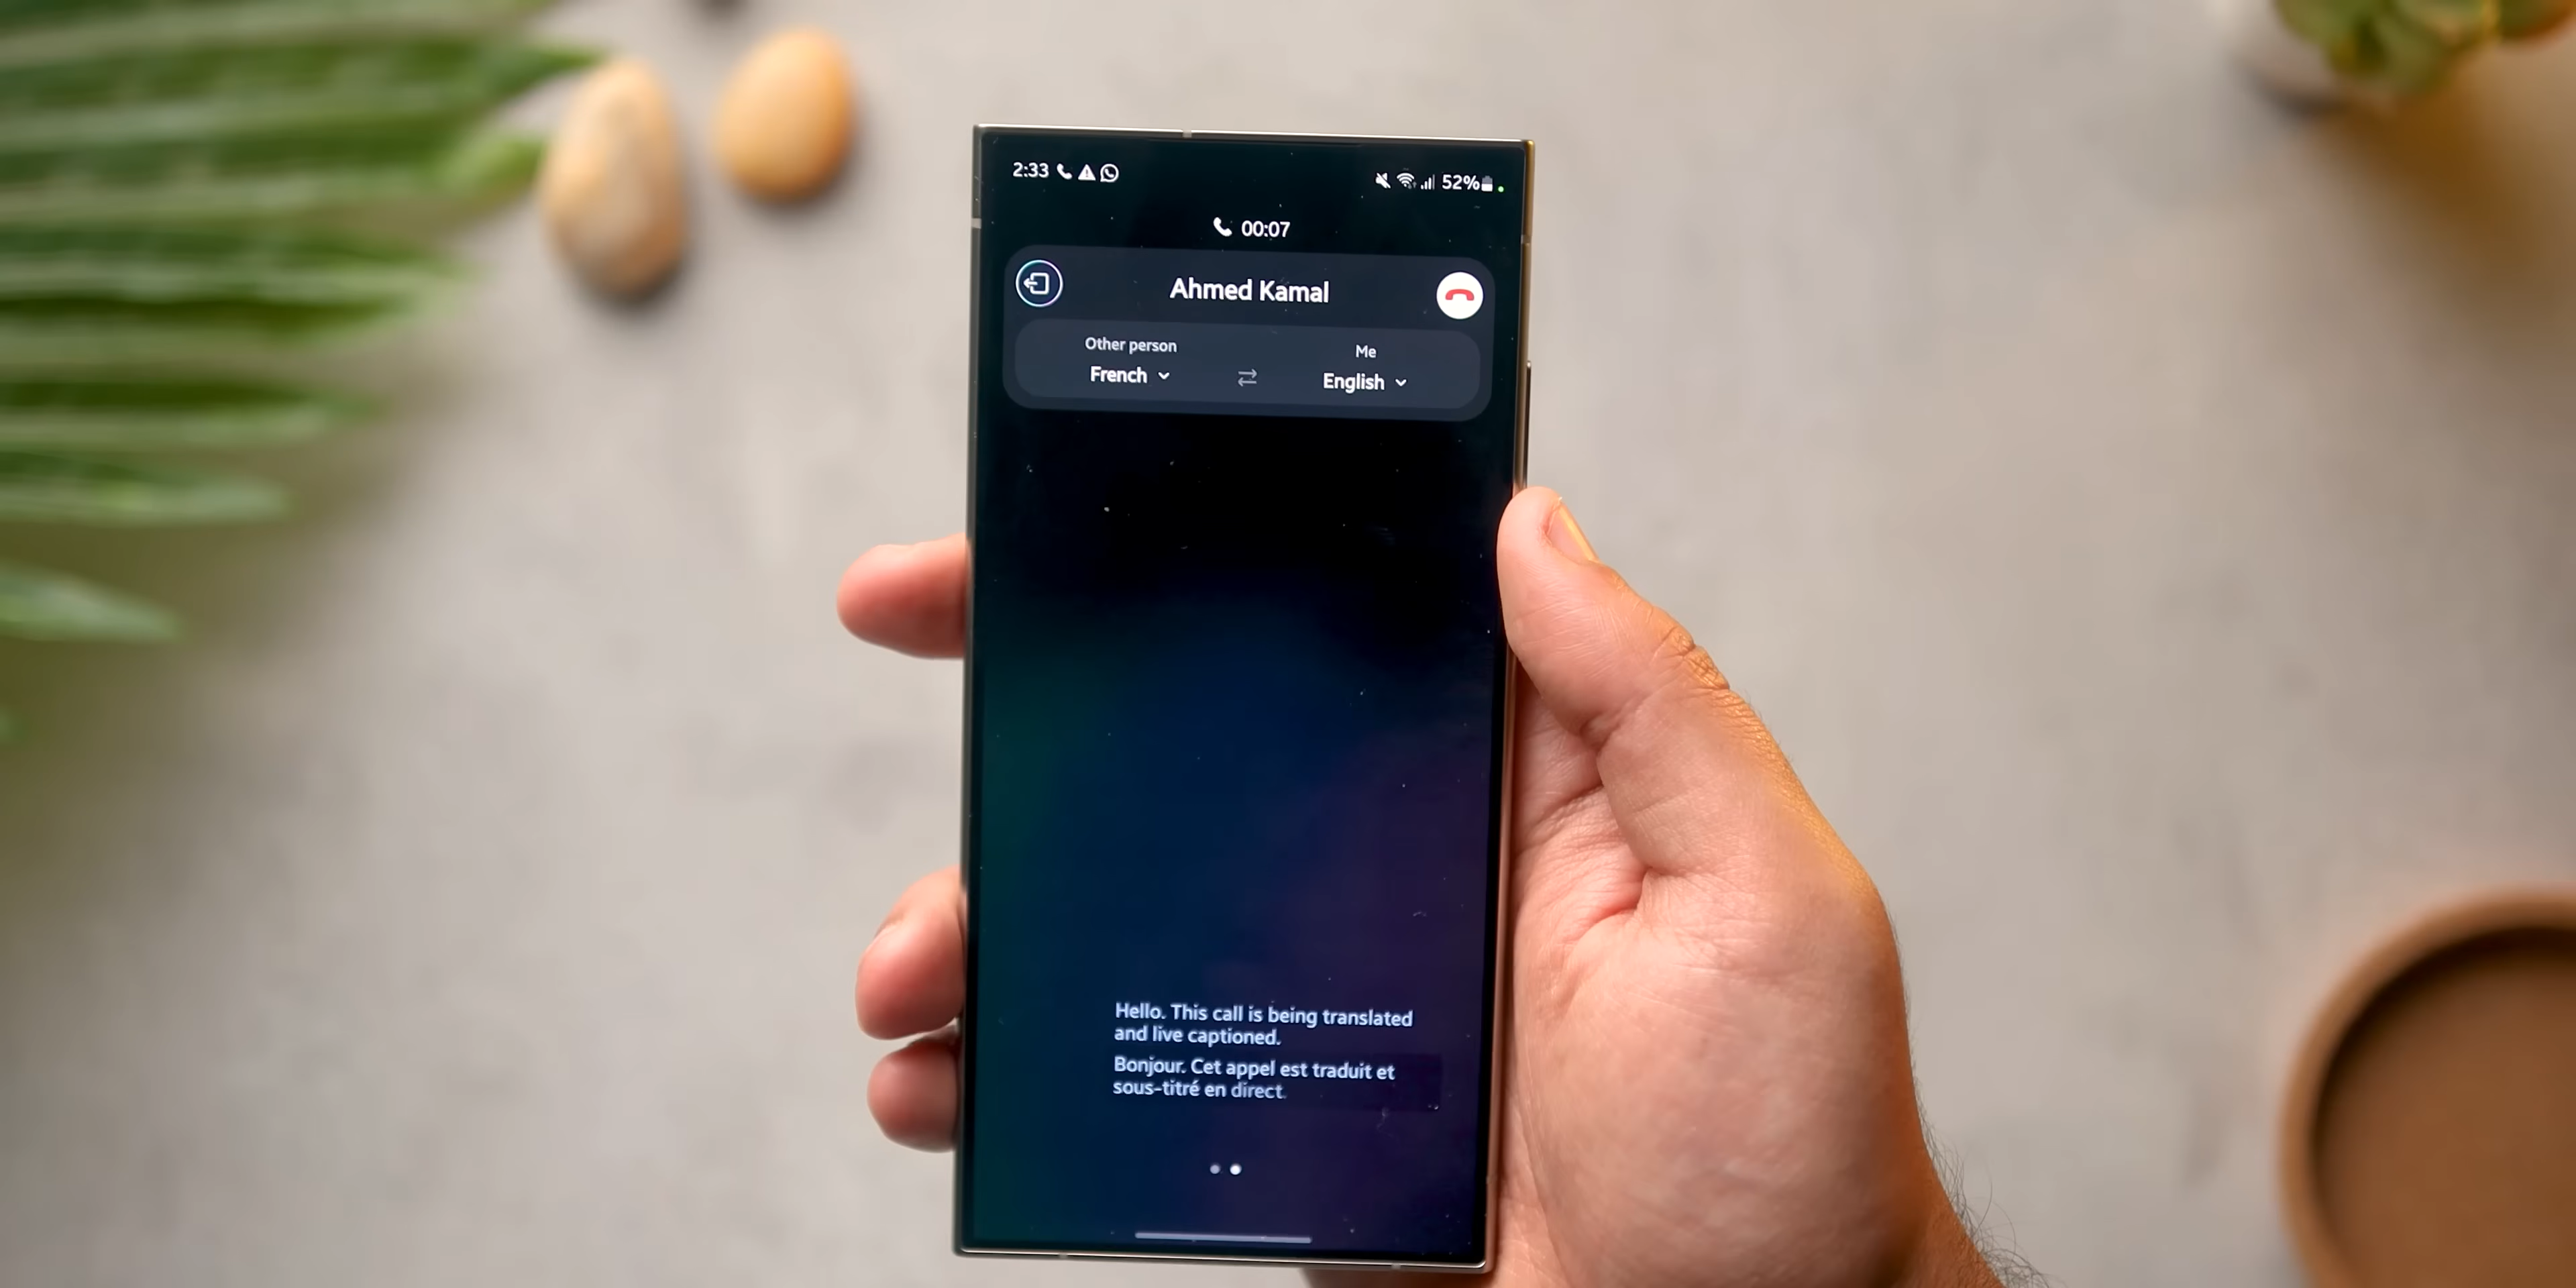 2:33
52%
00:07
Ahmed Kamal
Other person
Me
French
English
Hello. This call is being translated
and live captioned.
Bonjour. Cet appel est traduit et
sous-titré en direct.